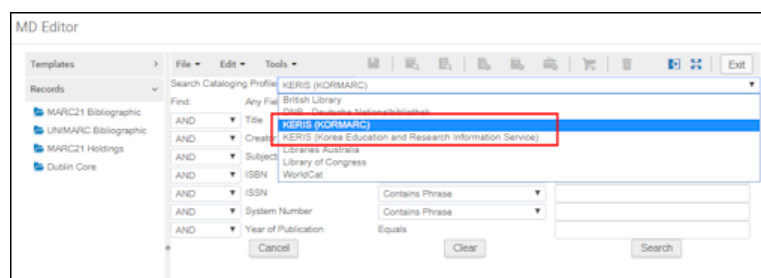 MD Editor
Templates
File Edit Tools Exit
Records
Search Cataloging Profile KERIS (KORMARC)
Find: Any Fie British Library
DNB - Deutsche Nationalbibliothek
MARC21 Bibliographic
AND Title KERIS (KORMARC)
UNIMARC Bibliographic
AND Creator KERIS (Korea Education and Research Information Service)
MARC21 Holdings
Libraries Australia
AND Subject
Library of Congress
Dublin Core
AND ISBN WorldCat
AND ISSN Contains Phrase
AND System Number Contains Phrase
AND Year of Publication Equals
Cancel Clear Search